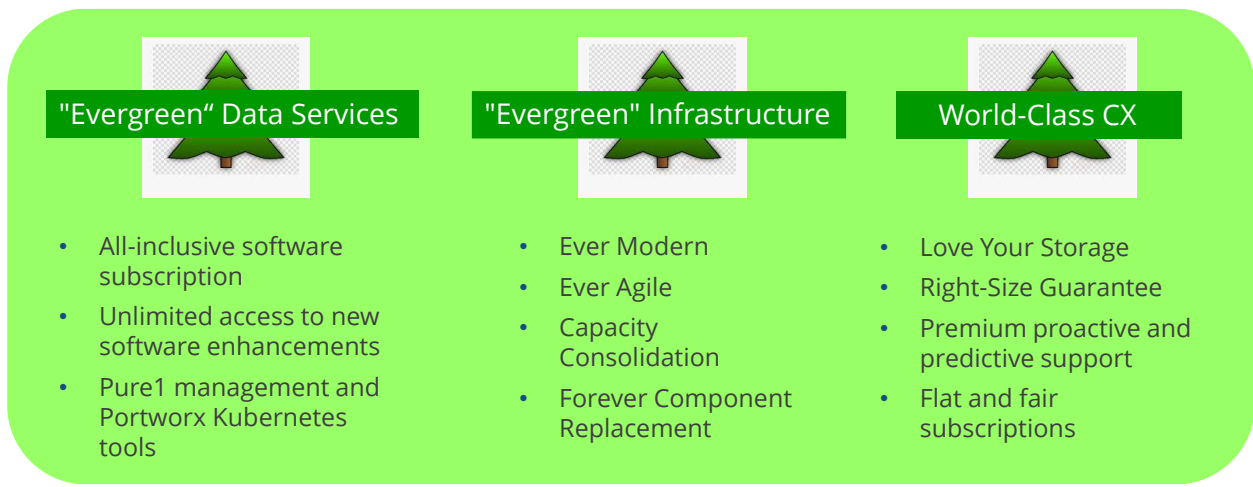 "Evergreen“ Data Services
• All-inclusive software
subscription
• Unlimited access to new
software enhancements
• Pure1 management and
Portworx Kubernetes
tools
"Evergreen" Infrastructure
• Ever Modern
• Ever Agile
• Capacity
Consolidation
• Forever Component
Replacement
World-Class CX
• Love Your Storage
• Right-Size Guarantee
• Premium proactive and
predictive support
• Flat and fair
subscriptions